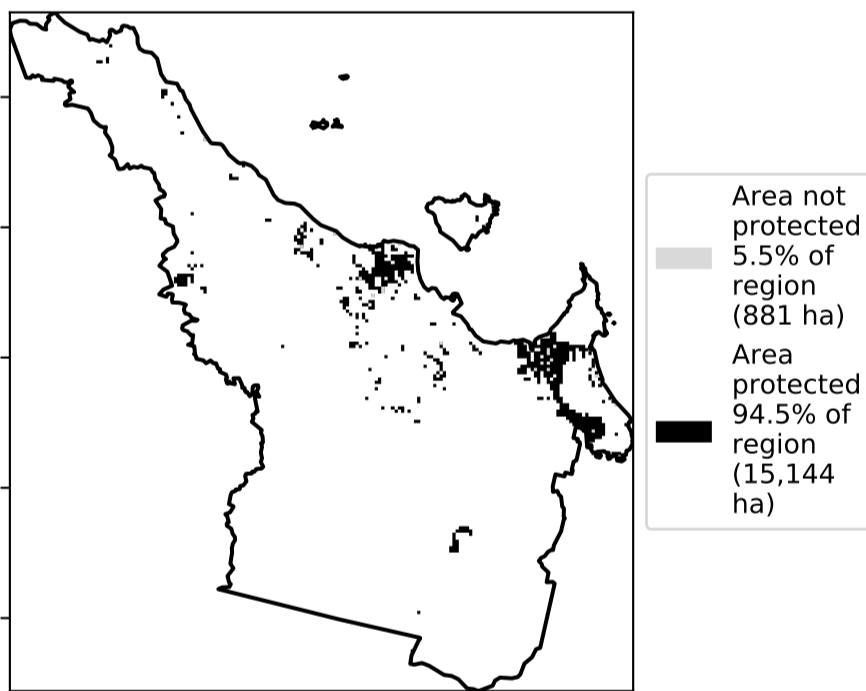 Area not
protected
5.5% of
region
(881 ha)
Area
protected
94.5% of
region
(15,144
ha)